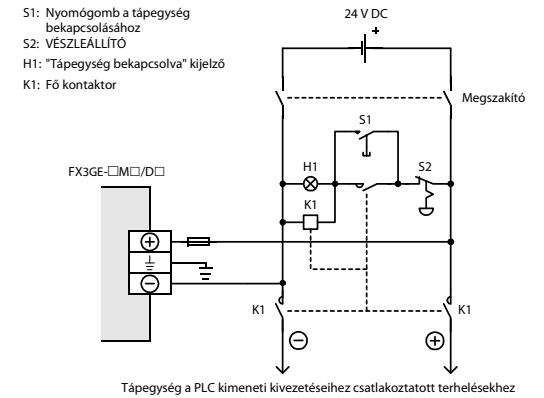 S1: Nyomógomb a tápegység
bekapcsolásához
S2: VÉSZLEÁLLÍTÓ
H1: "Tápegység bekapcsolva" kijelző
K1: Fő kontaktor
24 V DC
+
Megszakító
S1
H1
S2
K1
FX3GE-□M□/D□
+
−
K1
K1
−
+
Tápegység a PLC kimeneti kivezetéseihez csatlakoztatott terhelésekhez